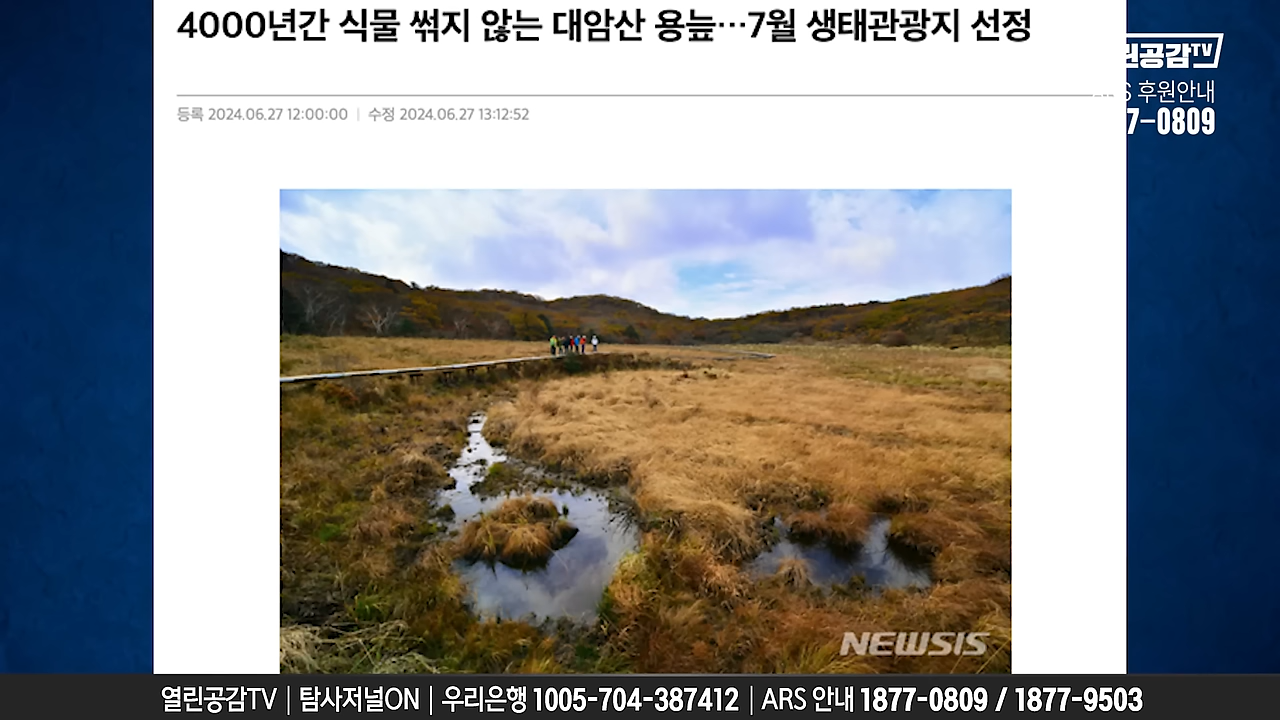 4000년간 식물 썪지 않는 대암산 용늪…7월 생태관광지 선정
린공감TV
S 후원안내
7-0809
등록 2024.06.27 12:00:00 | 수정 2024.06.27 13:12:52
NEWSIS
열린공감TV | 탐사저널ON | 우리은행 1005-704-387412 | ARS 안내 1877-0809 / 1877-9503